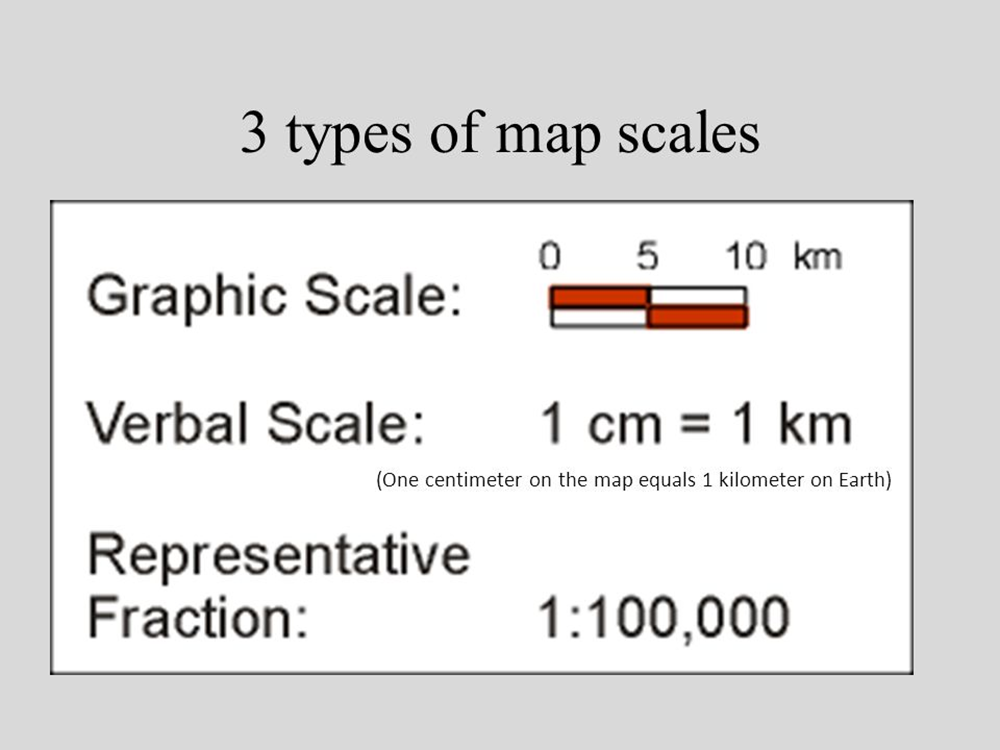 3 types of map scales
0 5 10 km
Graphic Scale:
Verbal Scale: 1 cm = 1 km
(One centimeter on the map equals 1 kilometer on Earth)
Representative
Fraction: 1:100,000